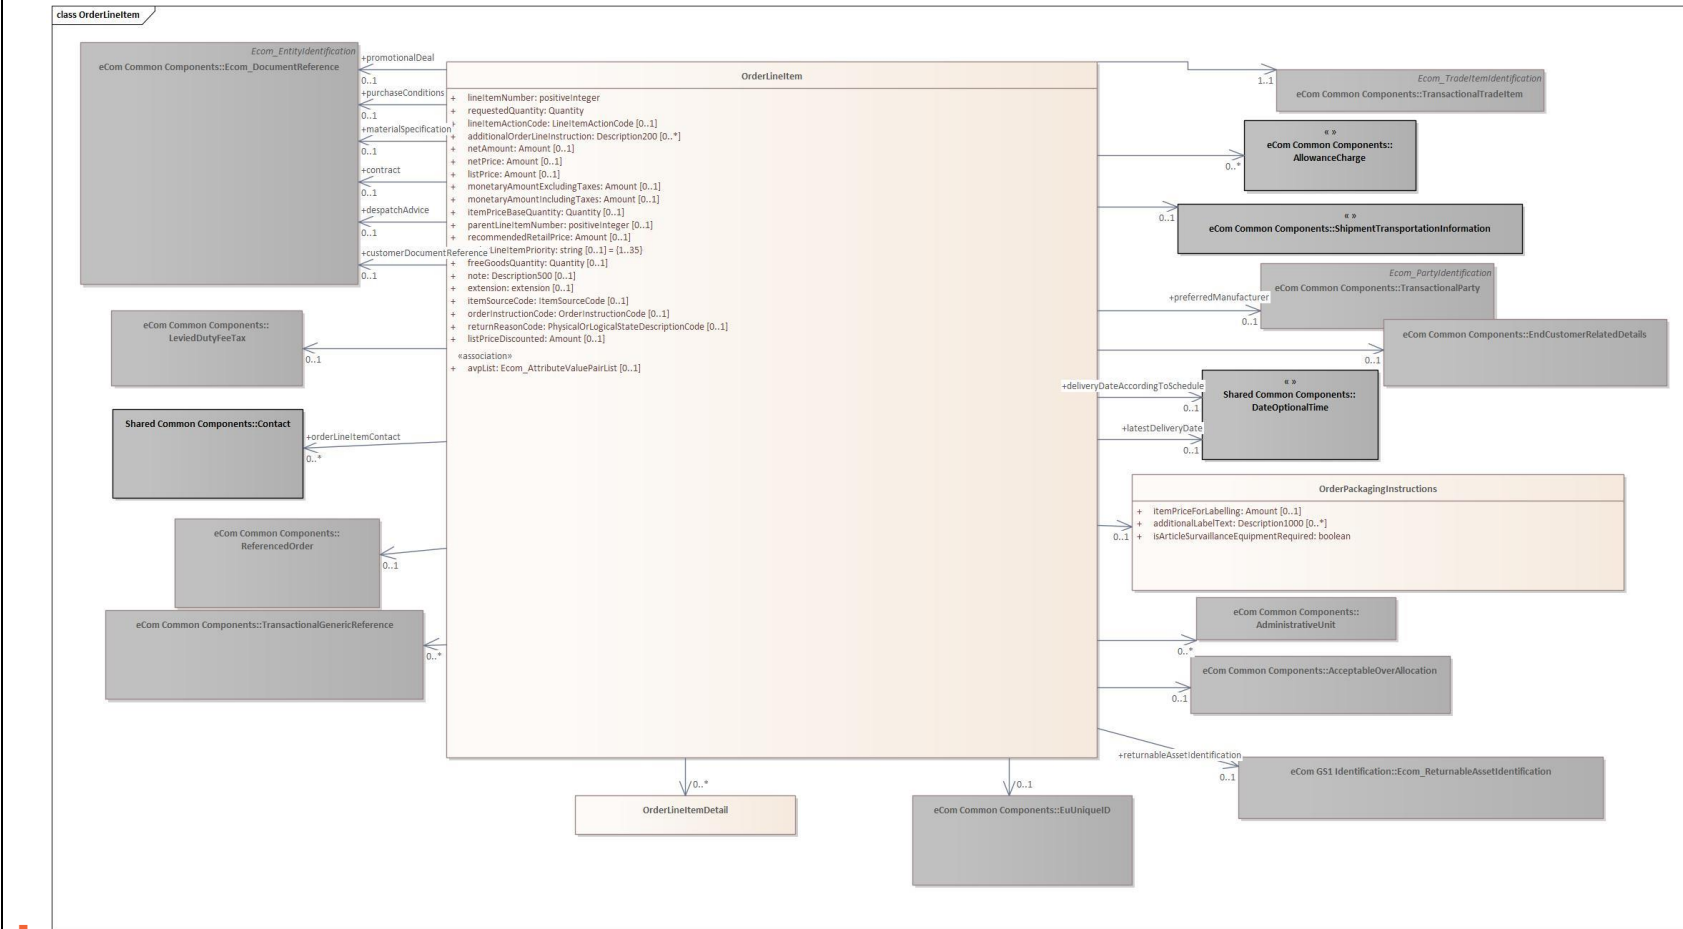 class OrderLineItem
Ecom_EntityIdentification
eCom Common Components::Ecom_DocumentReference
+promotionalDeal
0..1
+purchaseConditions
0..1
+materialSpecification
0..1
+contract
0..1
+despatchAdvice
0..1
+customerDocumentReference
0..1
eCom Common Components::
LeviedDutyFeeTax
0..1
Shared Common Components::Contact
+orderLineItemContact
0..*
eCom Common Components::
ReferencedOrder
0..1
eCom Common Components::TransactionalGenericReference
0..*
OrderLineItem
+ lineItemNumber: positiveInteger
+ requestedQuantity: Quantity
+ lineItemActionCode: LineItemActionCode [0..1]
+ additionalOrderLineInstruction: Description200 [0..*]
+ netAmount: Amount [0..1]
+ netPrice: Amount [0..1]
+ listPrice: Amount [0..1]
+ monetaryAmountExcludingTaxes: Amount [0..1]
+ monetaryAmountIncludingTaxes: Amount [0..1]
+ itemPriceBaseQuantity: Quantity [0..1]
+ parentLineItemNumber: positiveInteger [0..1]
+ recommendedRetailPrice: Amount [0..1]
LineItemPriority: string [0..1] = {1..35}
+ freeGoodsQuantity: Quantity [0..1]
+ note: Description500 [0..1]
+ extension: extension [0..1]
+ itemSourceCode: ItemSourceCode [0..1]
+ orderInstructionCode: OrderInstructionCode [0..1]
+ returnReasonCode: PhysicalOrLogicalStateDescriptionCode [0..1]
+ listPriceDiscounted: Amount [0..1]
«association»
+ avpList: Ecom_AttributeValuePairList [0..1]
1..1
Ecom_TradeItemIdentification
eCom Common Components::TransactionalTradeItem
« »
eCom Common Components::
AllowanceCharge
0..*
« »
eCom Common Components::ShipmentTransportationInformation
0..1
Ecom_PartyIdentification
eCom Common Components::TransactionalParty
+preferredManufacturer
0..1
eCom Common Components::EndCustomerRelatedDetails
0..1
« »
Shared Common Components::
DateOptionalTime
+deliveryDateAccordingToSchedule
0..1
+latestDeliveryDate
0..1
OrderPackagingInstructions
+ itemPriceForLabelling: Amount [0..1]
+ additionalLabelText: Description1000 [0..*]
+ isArticleSurvaillanceEquipmentRequired: boolean
0..1
eCom Common Components::
AdministrativeUnit
0..*
eCom Common Components::AcceptableOverAllocation
0..1
+returnableAssetIdentification
0..1
eCom GS1 Identification::Ecom_ReturnableAssetIdentification
0..*
OrderLineItemDetail
0..1
eCom Common Components::EuUniqueID